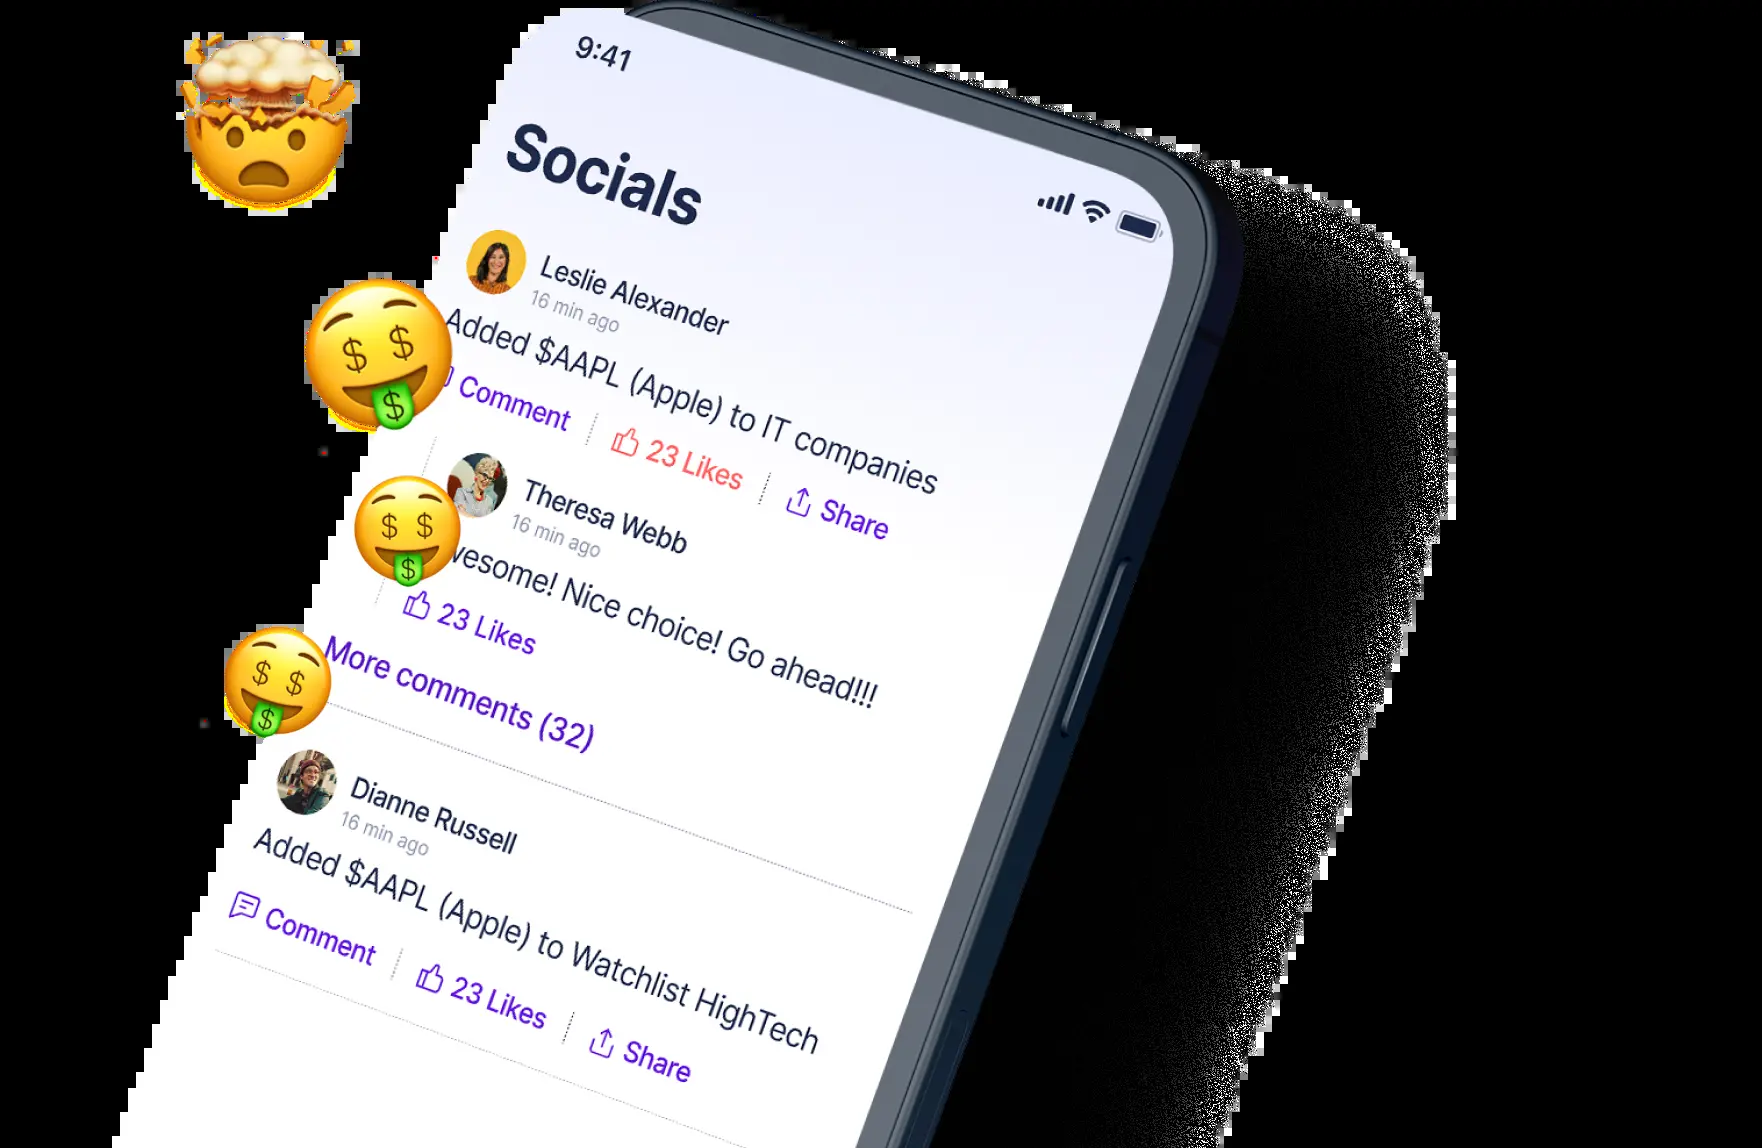 9:41
Socials
Leslie Alexander
16 min ago
Added $AAPL (Apple) to IT companies
Comment
23 Likes
Share
Theresa Webb
16 min ago
wesome! Nice choice! Go ahead!!!
23 Likes
More comments (32)
Dianne Russell
16 min ago
Added $AAPL (Apple) to Watchlist HighTech
Comment
23 Likes
Share